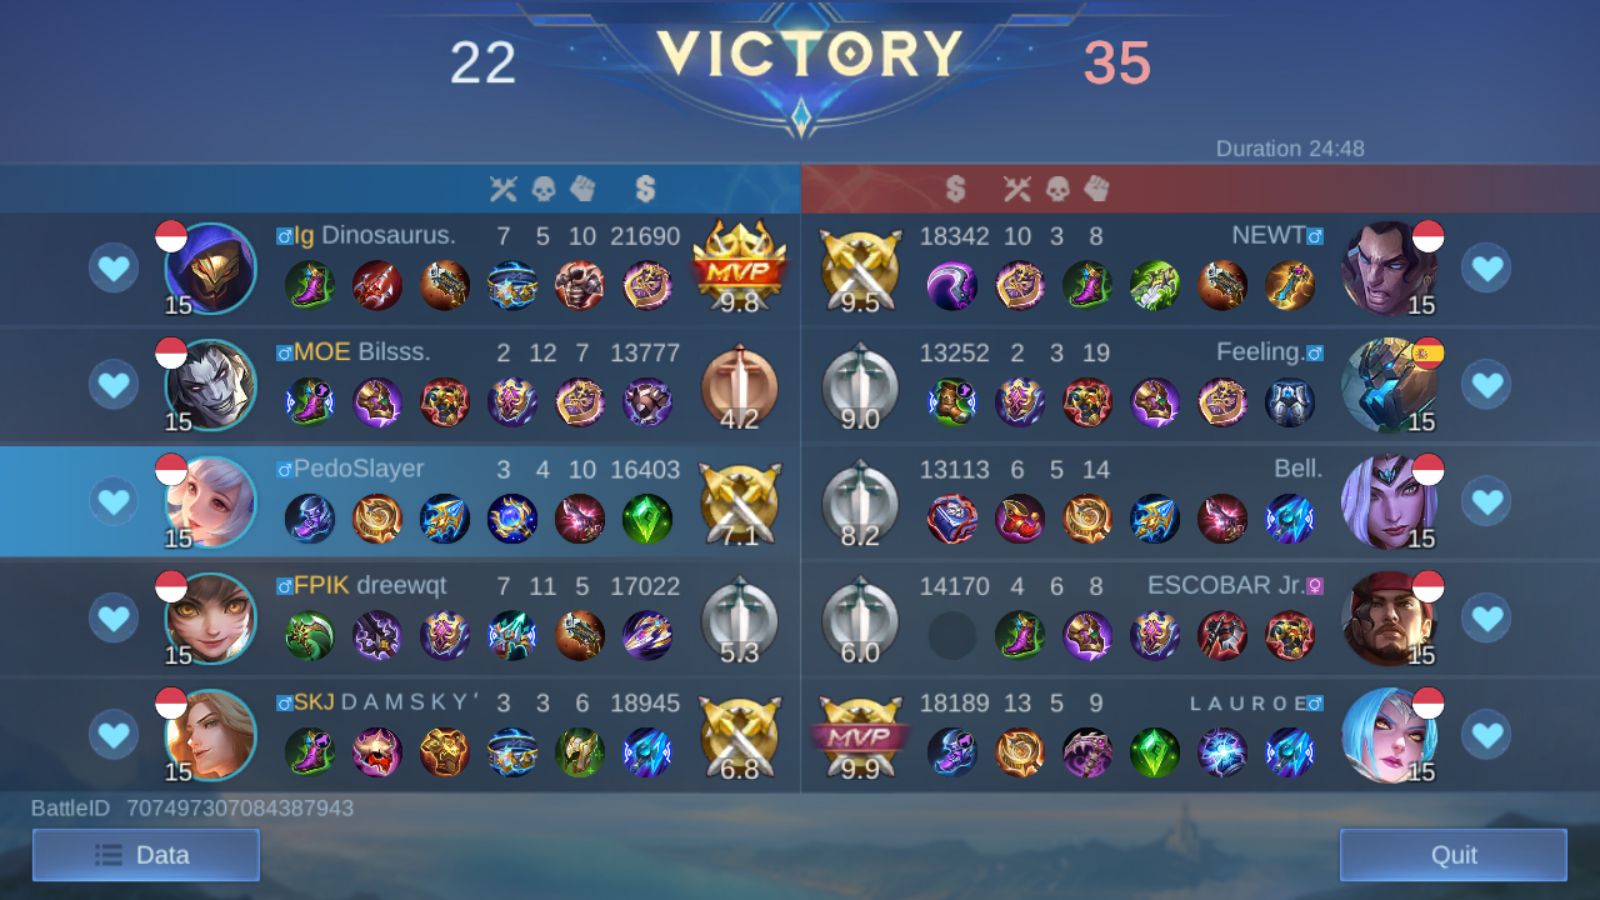 22 VICTORY 35
Duration 24:48
Ig Dinosaurus. 7 5 10 21690 MVP 9.8
15
9.5 18342 10 3 8 NEWT
15
MOE Bilsss. 2 12 7 13777 4.2
15
9.0 13252 2 3 19 Feeling.
15
PedoSlayer 3 4 10 16403 7.1
15
8.2 13113 6 5 14 Bell.
15
FPIK dreewqt 7 11 5 17022 5.3
15
6.0 14170 4 6 8 ESCOBAR Jr.
15
SKJ D A M S K Y ' 3 3 6 18945 6.8
15
MVP 9.9 18189 13 5 9 L A U R O E
15
BattleID 707497307084387943
Data
Quit